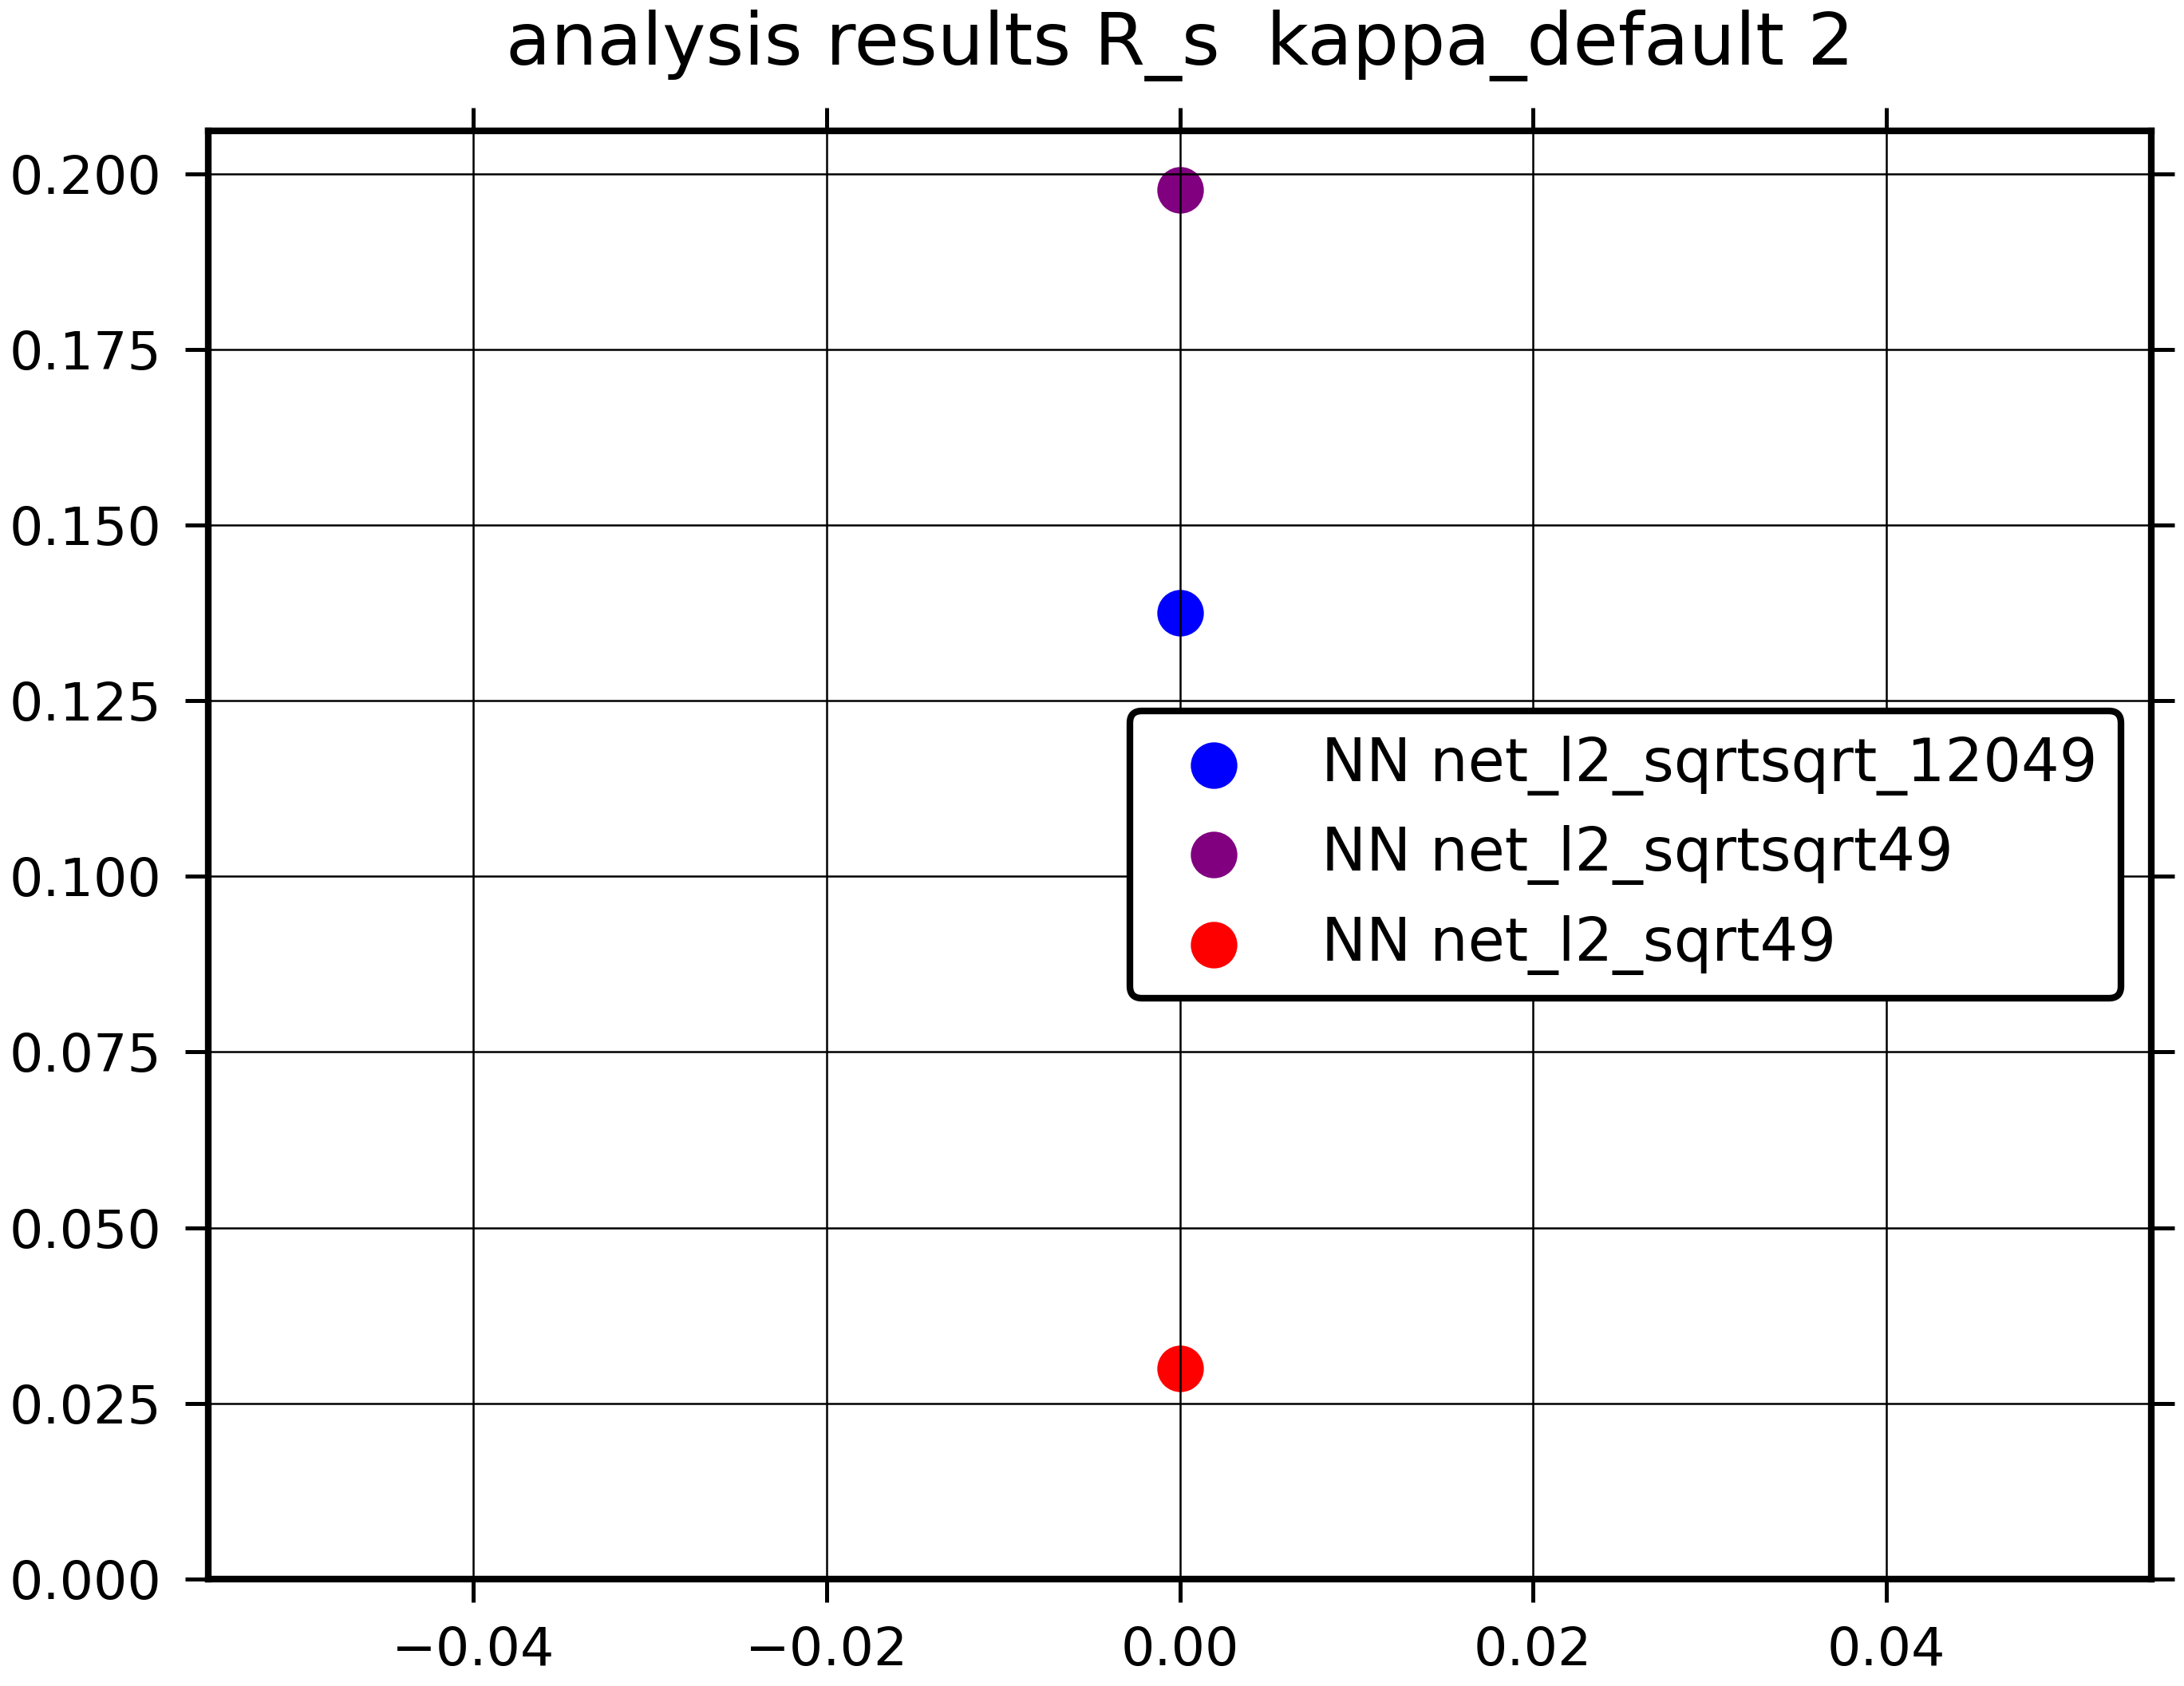 analysis results R_s  kappa_default 2
0.200
0.175
0.150
0.125
0.100
0.075
0.050
0.025
0.000
NN net_l2_sqrtsqrt_12049
NN net_l2_sqrtsqrt49
NN net_l2_sqrt49
−0.04 −0.02 0.00 0.02 0.04